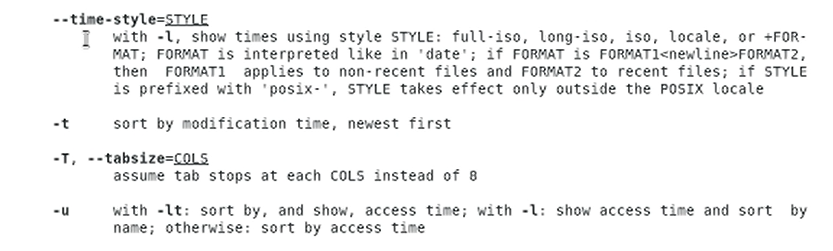 --time-style=STYLE
with -l, show times using style STYLE: full-iso, long-iso, iso, locale, or +FOR-
MAT; FORMAT is interpreted like in 'date'; if FORMAT is FORMAT1<newline>FORMAT2,
then  FORMAT1  applies to non-recent files and FORMAT2 to recent files; if STYLE
is prefixed with 'posix-', STYLE takes effect only outside the POSIX locale
-t     sort by modification time, newest first
-T, --tabsize=COLS
assume tab stops at each COLS instead of 8
-u     with -lt: sort by, and show, access time; with -l: show access time and sort  by
name; otherwise: sort by access time